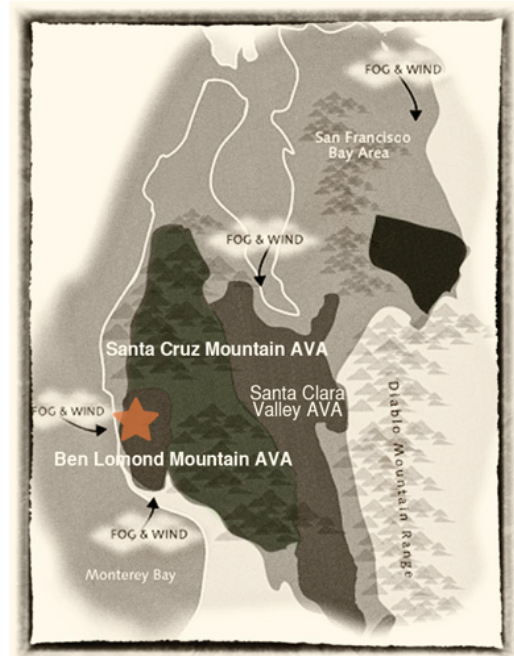 FOG & WIND
San Francisco
Bay Area
FOG & WIND
Santa Cruz Mountain AVA
Santa Clara
Valley AVA
Diablo Mountain Range
FOG & WIND
Ben Lomond Mountain AVA
FOG & WIND
Monterey Bay